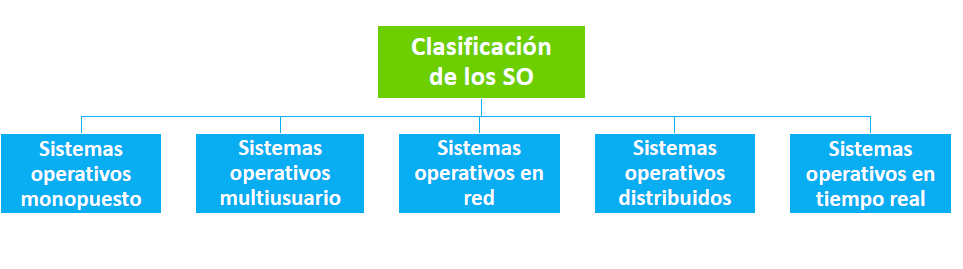 Clasificación
de los SO
Sistemas
operativos
monopuesto
Sistemas
operativos
multiusuario
Sistemas
operativos en
red
Sistemas
operativos
distribuidos
Sistemas
operativos en
tiempo real